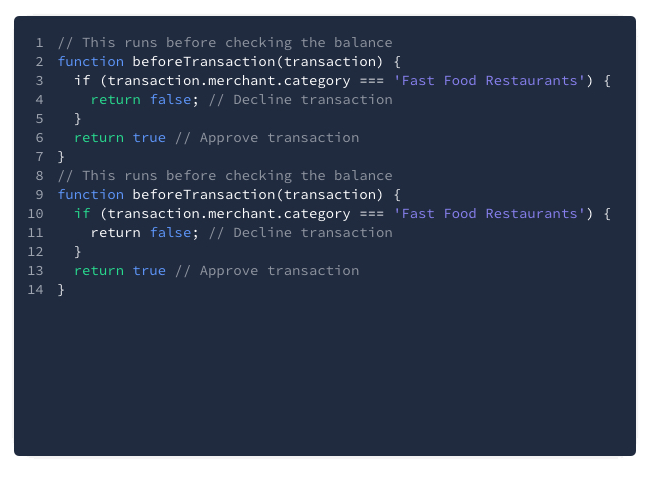 1 // This runs before checking the balance
2 function beforeTransaction(transaction) {
3   if (transaction.merchant.category === 'Fast Food Restaurants') {
4     return false; // Decline transaction
5   }
6   return true // Approve transaction
7 }
8 // This runs before checking the balance
9 function beforeTransaction(transaction) {
10   if (transaction.merchant.category === 'Fast Food Restaurants') {
11     return false; // Decline transaction
12   }
13   return true // Approve transaction
14 }